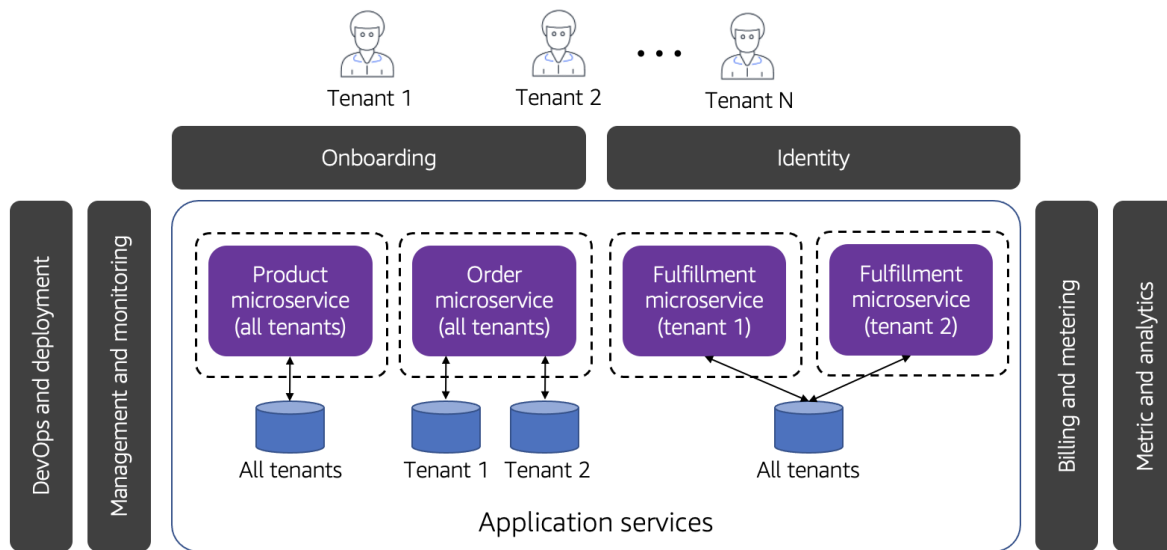 Tenant 1
Tenant 2
Tenant N
Onboarding
Identity
DevOps and deployment
Management and monitoring
Product
microservice
(all tenants)
Order
microservice
(all tenants)
Fulfillment
microservice
(tenant 1)
Fulfillment
microservice
(tenant 2)
All tenants
Tenant 1
Tenant 2
All tenants
Application services
Billing and metering
Metric and analytics